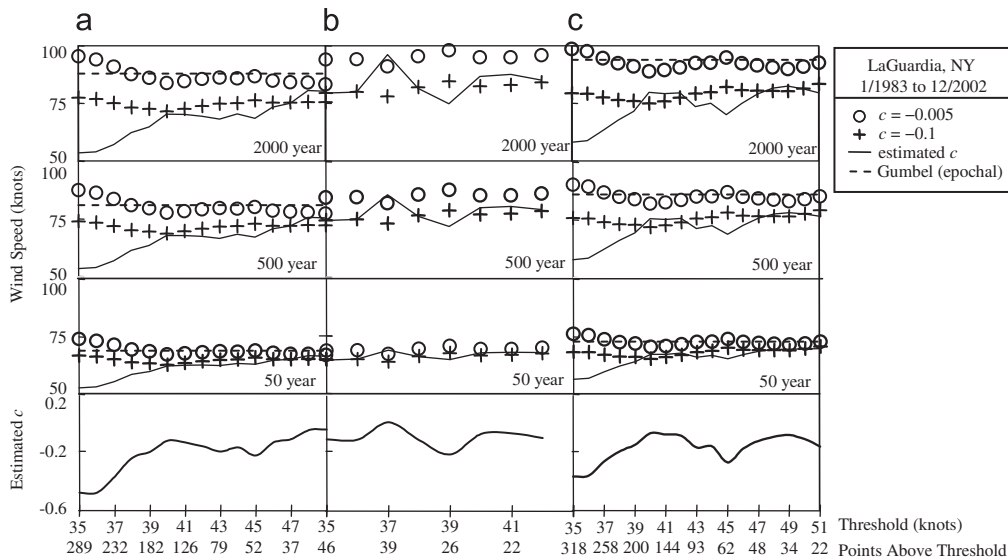 a b c
100
75
50
2000 year 2000 year 2000 year
100
75
50
500 year 500 year 500 year
100
75
50
50 year 50 year 50 year
Wind Speed (knots)
0.2
-0.2
-0.6
Estimated c
35 37 39 41 43 45 47 35 37 39 41 35 37 39 41 43 45 47 49 51 Threshold (knots)
289 232 182 126 79 52 37 46 39 26 22 318 258 200 144 93 62 48 34 22 Points Above Threshold
LaGuardia, NY
1/1983 to 12/2002
c = −0.005
c = −0.1
estimated c
Gumbel (epochal)